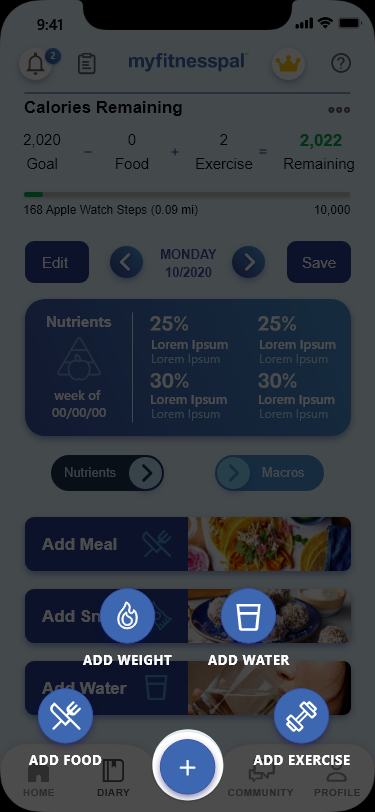 9:41
2
myfitnesspal
Calories Remaining
2,020 − 0 + 2 = 2,022
Goal Food Exercise Remaining
168 Apple Watch Steps (0.09 mi) 10,000
Edit
MONDAY
10/2020
Save
Nutrients
week of
00/00/00
25% 25%
Lorem Ipsum Lorem Ipsum
Lorem Ipsum Lorem Ipsum
30% 30%
Lorem Ipsum Lorem Ipsum
Lorem Ipsum Lorem Ipsum
Nutrients Macros
Add Meal
Add Sn
ADD WEIGHT ADD WATER
Add Water
ADD FOOD ADD EXERCISE
HOME DIARY COMMUNITY PROFILE